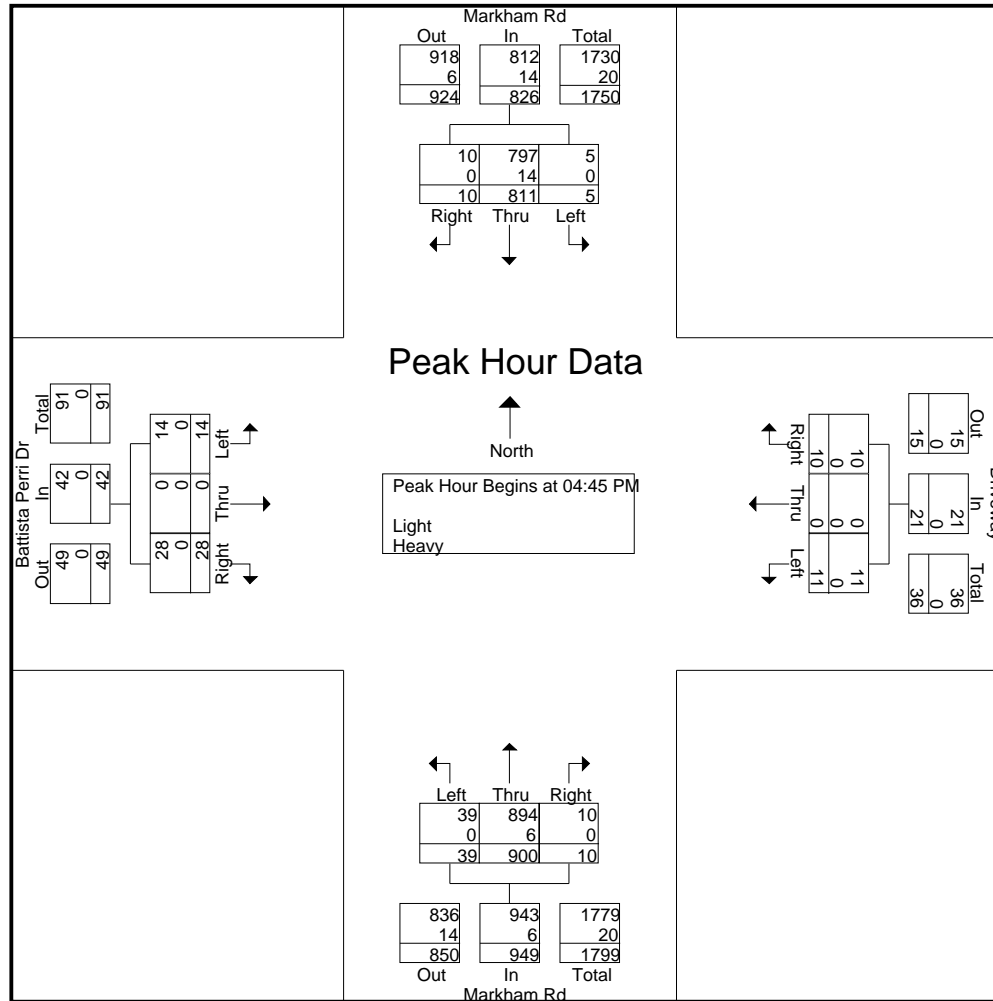 Markham Rd
Out In Total
918 812 1730
6 14 20
924 826 1750
10 797 5
0 14 0
10 811 5
Right Thru Left
Peak Hour Data
North
Peak Hour Begins at 04:45 PM
Light
Heavy
Battista Perri Dr
Total In Out
91 42 49
0 0 0
91 42 49
14 0 28
0 0 0
14 0 28
Left Thru Right
Right Thru Left
10 0 11
0 0 0
10 0 11
Out In Total
15 21 36
0 0 0
15 21 36
Left Thru Right
39 894 10
0 6 0
39 900 10
836 943 1779
14 6 20
850 949 1799
Out In Total
Markham Rd